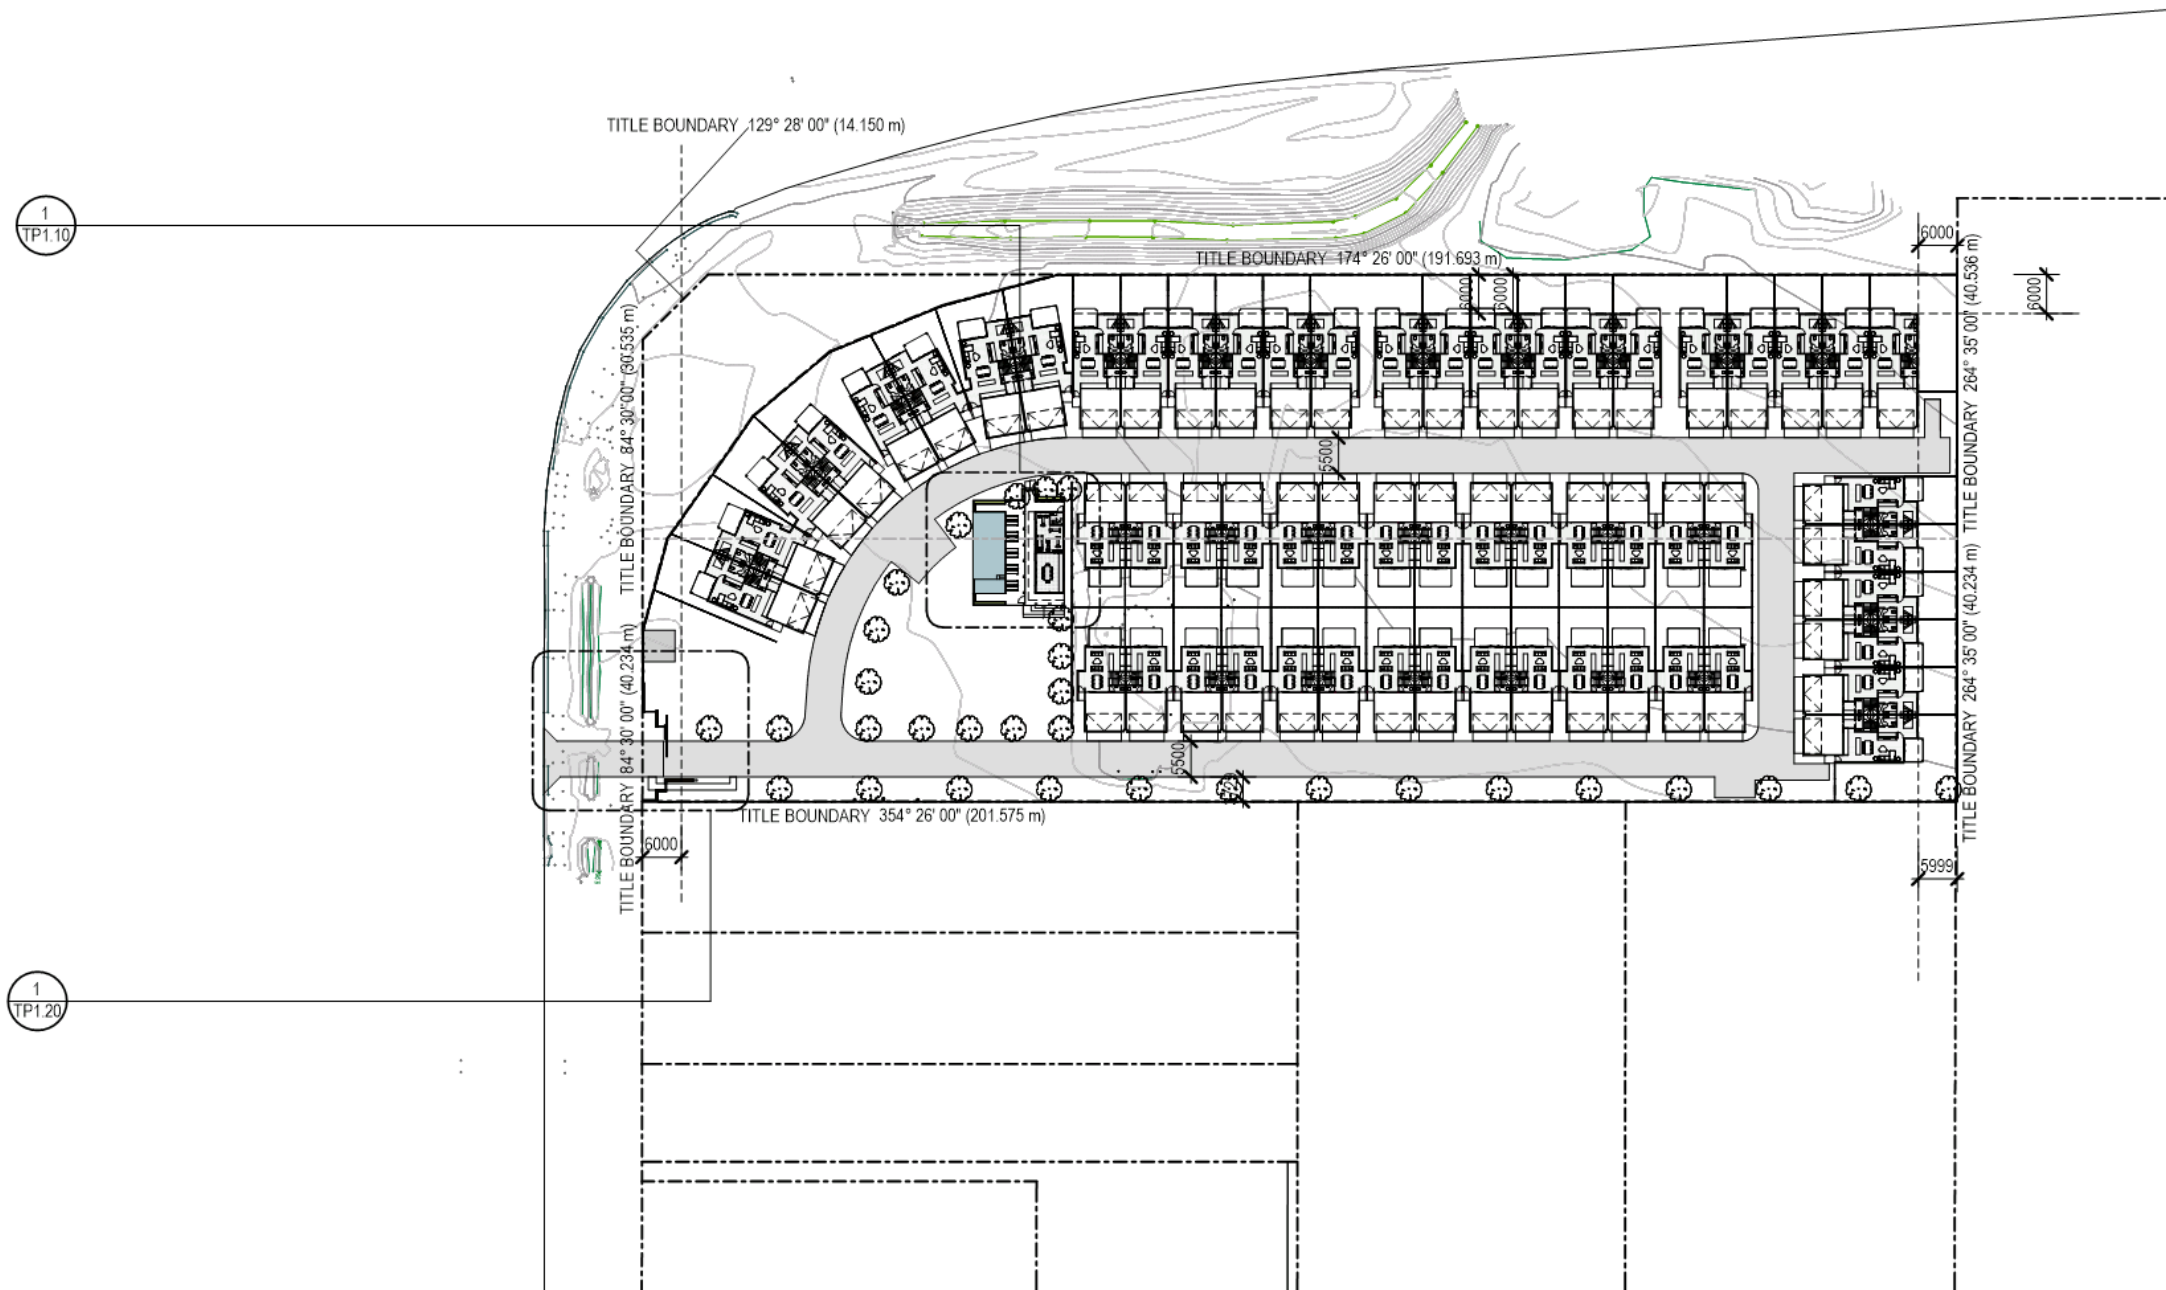 TITLE BOUNDARY 129° 28' 00" (14.150 m)
1
TP1.10
6000
TITLE BOUNDARY 174° 26' 00" (191.693 m)
6000
6000
6000
TITLE BOUNDARY 264° 35' 00" (40.536 m)
TITLE BOUNDARY 84° 30' 00" (30.535 m)
5500
TITLE BOUNDARY 264° 35' 00" (40.234 m)
TITLE BOUNDARY 84° 30' 00" (40.234 m)
5500
TITLE BOUNDARY 354° 26' 00" (201.575 m)
6000
5999
1
TP1.20